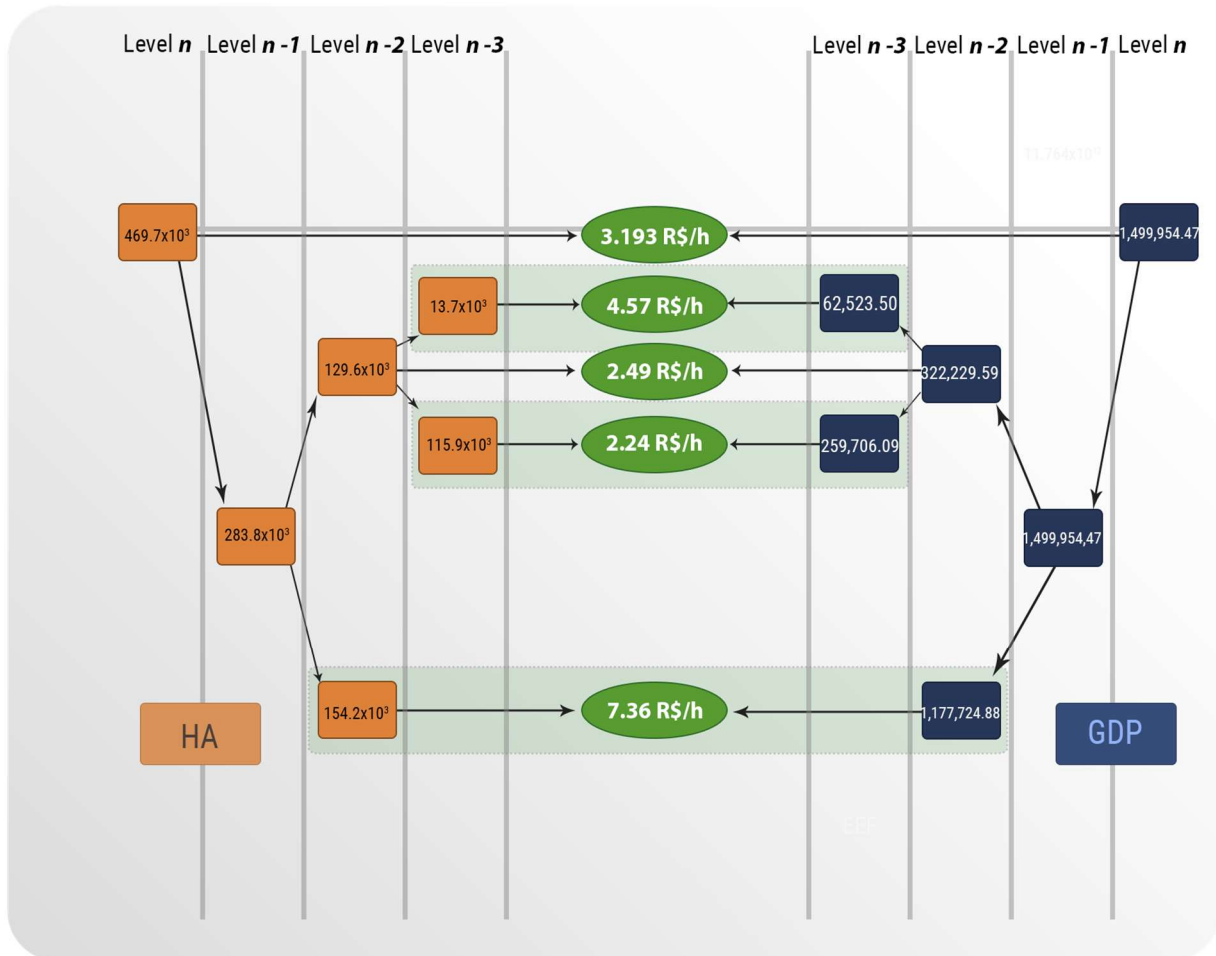 Level n Level n -1 Level n -2 Level n -3 Level n -3 Level n -2 Level n -1 Level n
11.764x10
469.7x10³ 3.193 R$/h 1,499,954.47
13.7x10³ 4.57 R$/h 62,523.50
129.6x10³ 2.49 R$/h 322,229.59
115.9x10³ 2.24 R$/h 259,706.09
283.8x10³ 1,499,954,47
154.2x10³ 7.36 R$/h 1,177,724.88
HA GDP